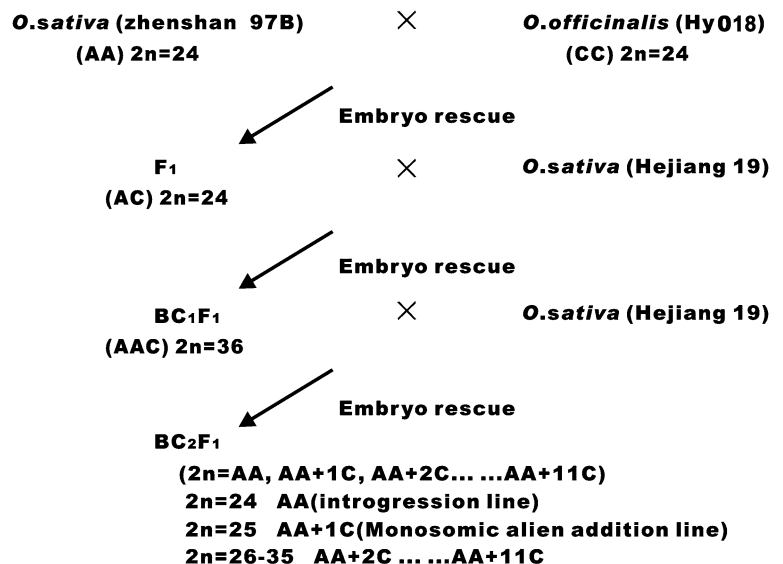 O.sativa (zhenshan 97B) × O.officinalis (Hy018)
(AA) 2n=24 (CC) 2n=24
Embryo rescue
F1 × O.sativa (Hejiang 19)
(AC) 2n=24
Embryo rescue
BC1F1 × O.sativa (Hejiang 19)
(AAC) 2n=36
Embryo rescue
BC2F1
(2n=AA, AA+1C, AA+2C... ...AA+11C)
2n=24 AA(introgression line)
2n=25 AA+1C(Monosomic alien addition line)
2n=26-35 AA+2C ... ...AA+11C